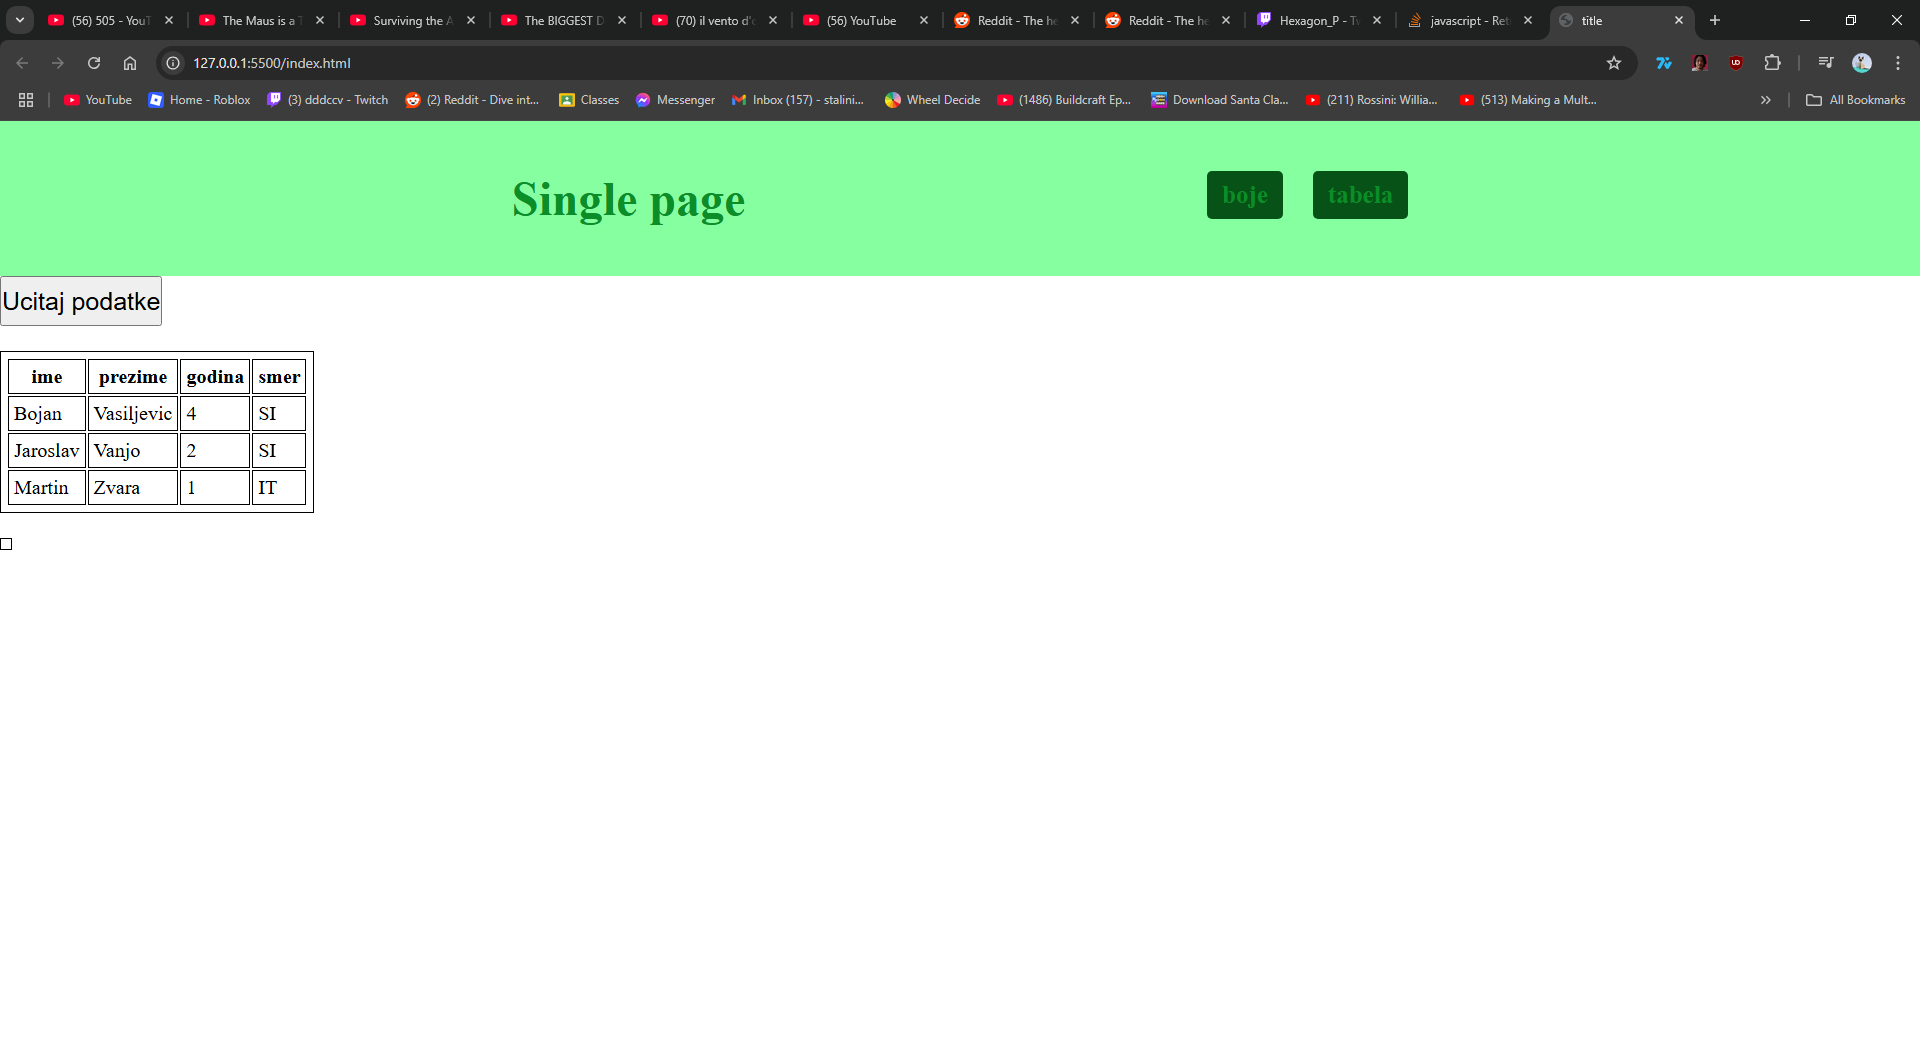 (56) 505 - YouT
The Maus is a T
Surviving the A
The BIGGEST D
(70) il vento d'o
(56) YouTube
Reddit - The he
Reddit - The he
Hexagon_P - Tw
javascript - Ret
title
127.0.0.1:5500/index.html
YouTube
Home - Roblox
(3) dddccv - Twitch
(2) Reddit - Dive int...
Classes
Messenger
Inbox (157) - stalini...
Wheel Decide
(1486) Buildcraft Ep...
Download Santa Cla...
(211) Rossini: Willia...
(513) Making a Mult...
All Bookmarks
Single page
boje
tabela
Ucitaj podatke
ime prezime godina smer
Bojan Vasiljevic 4 SI
Jaroslav Vanjo 2 SI
Martin Zvara 1 IT